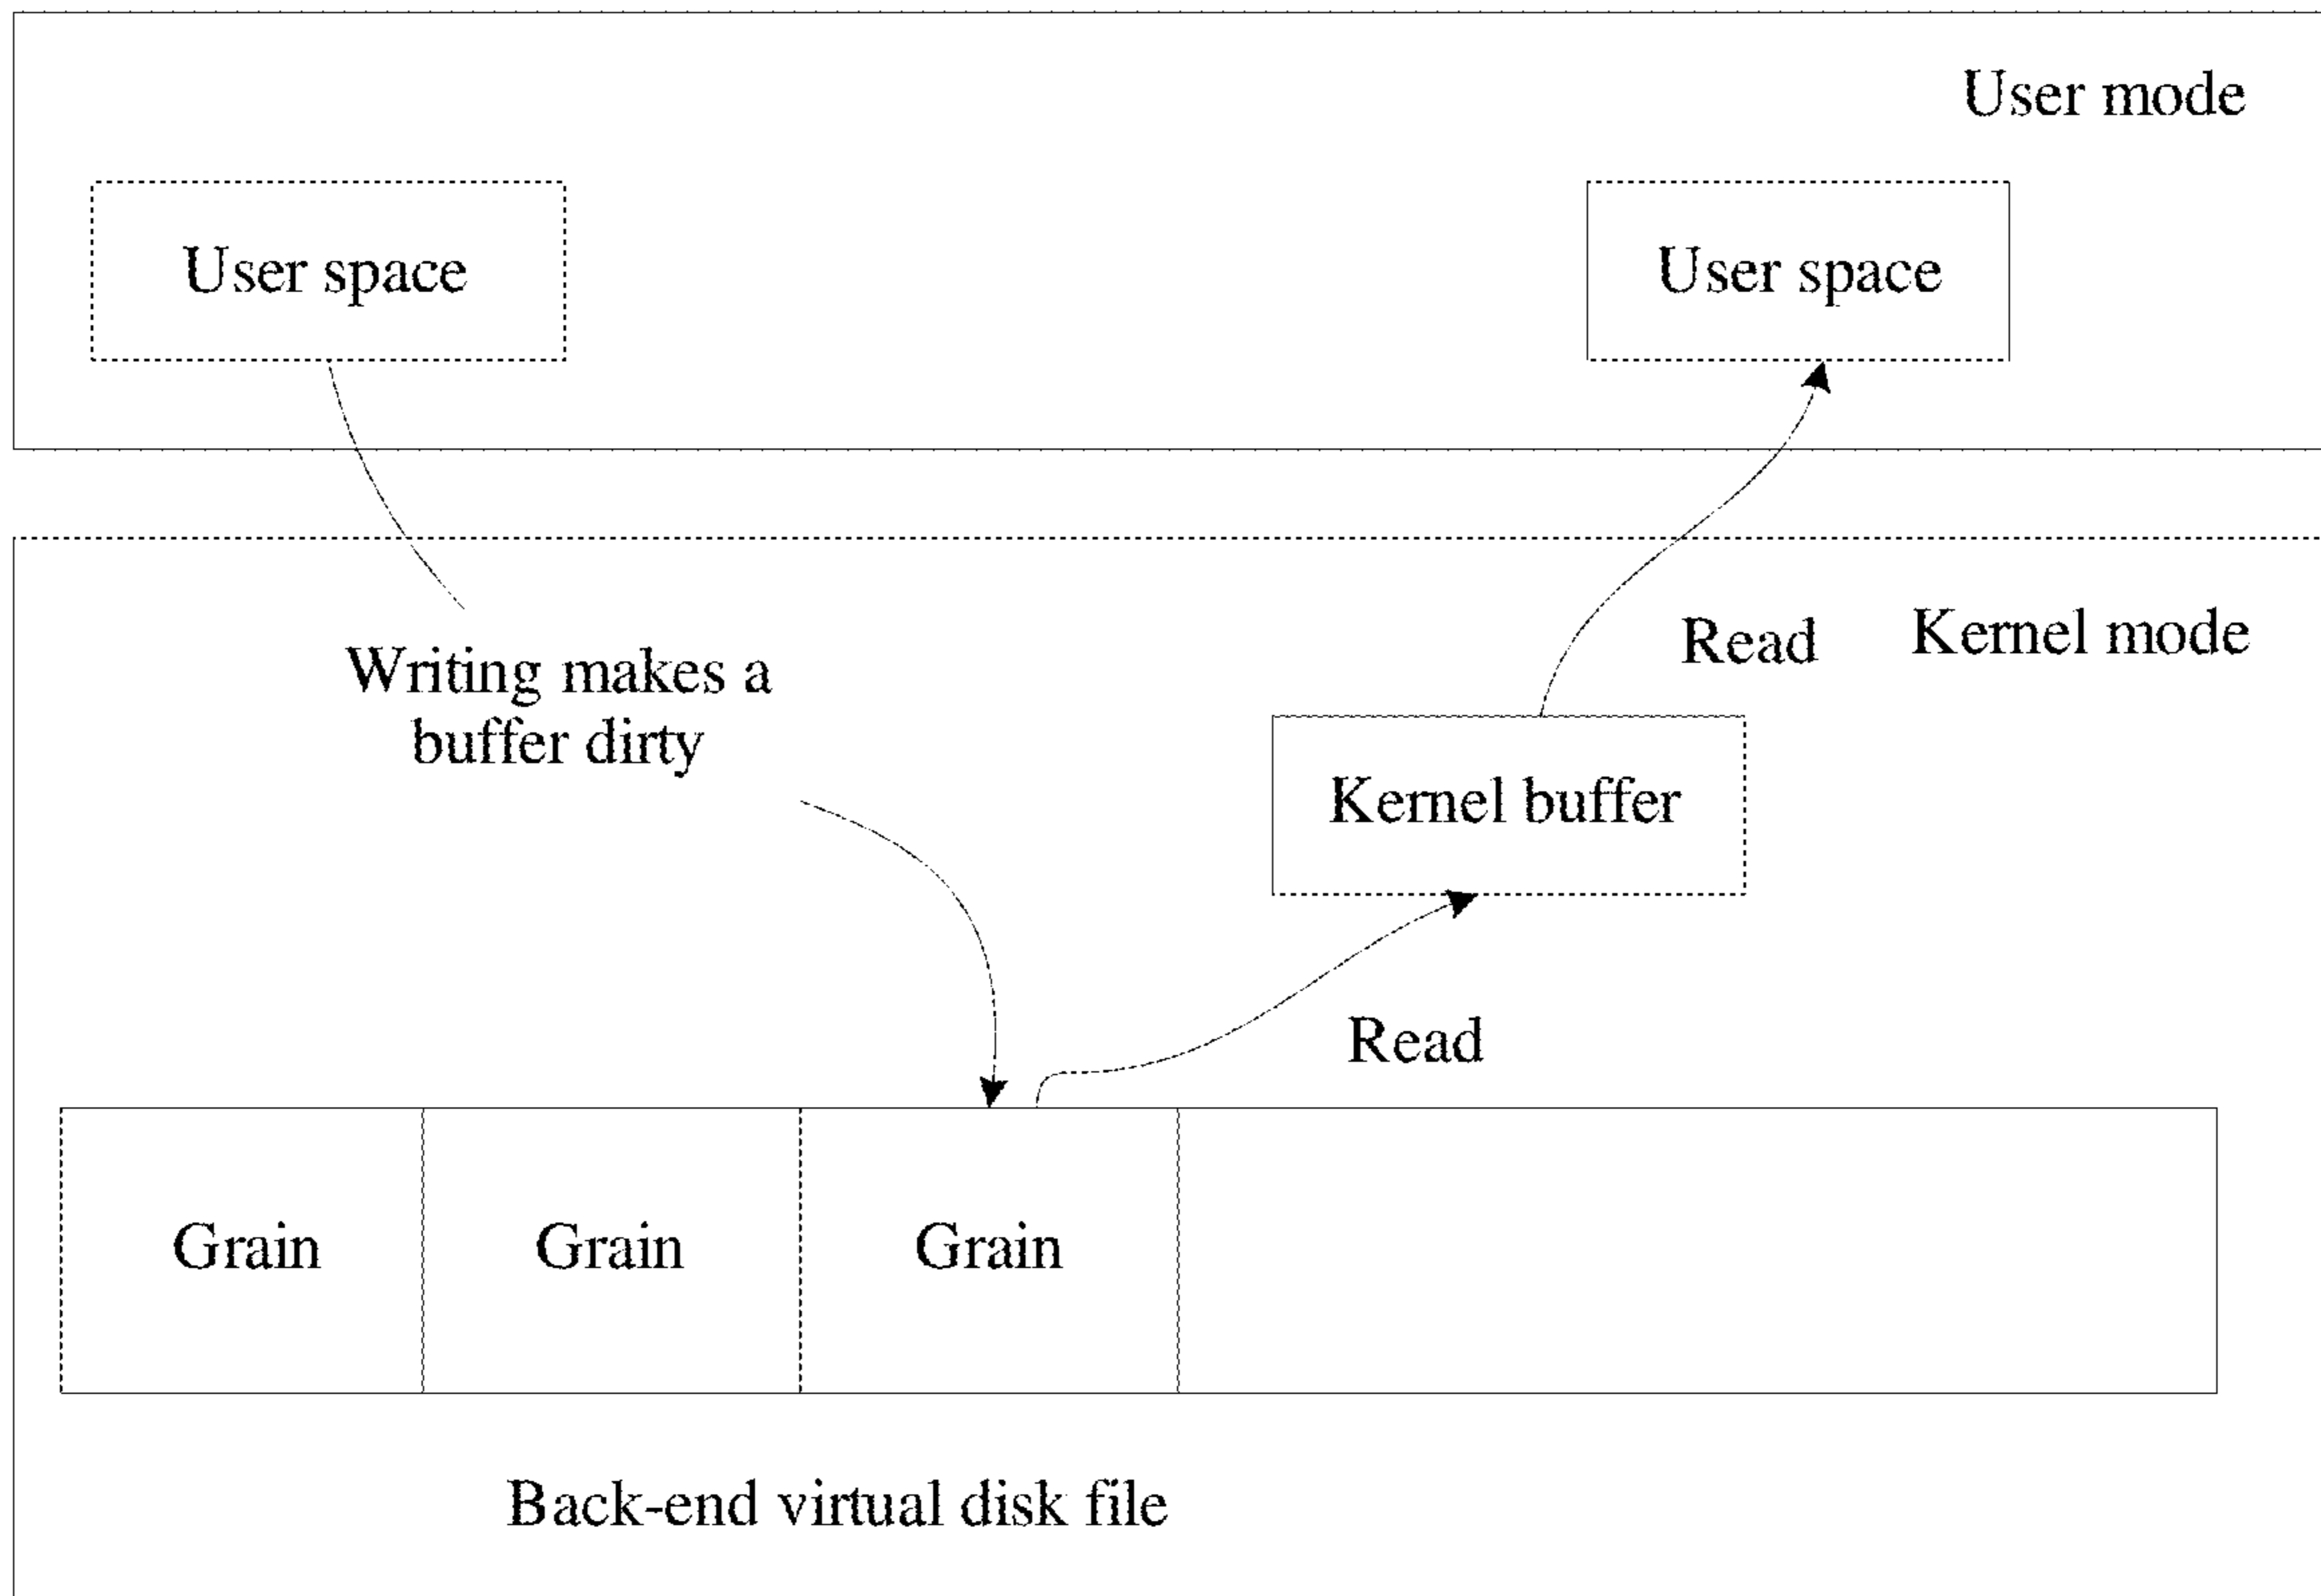 User mode
User space
User space
Writing makes a
buffer dirty
Read
Kernel mode
Kernel buffer
Read
Grain
Grain
Grain
Back-end virtual disk file